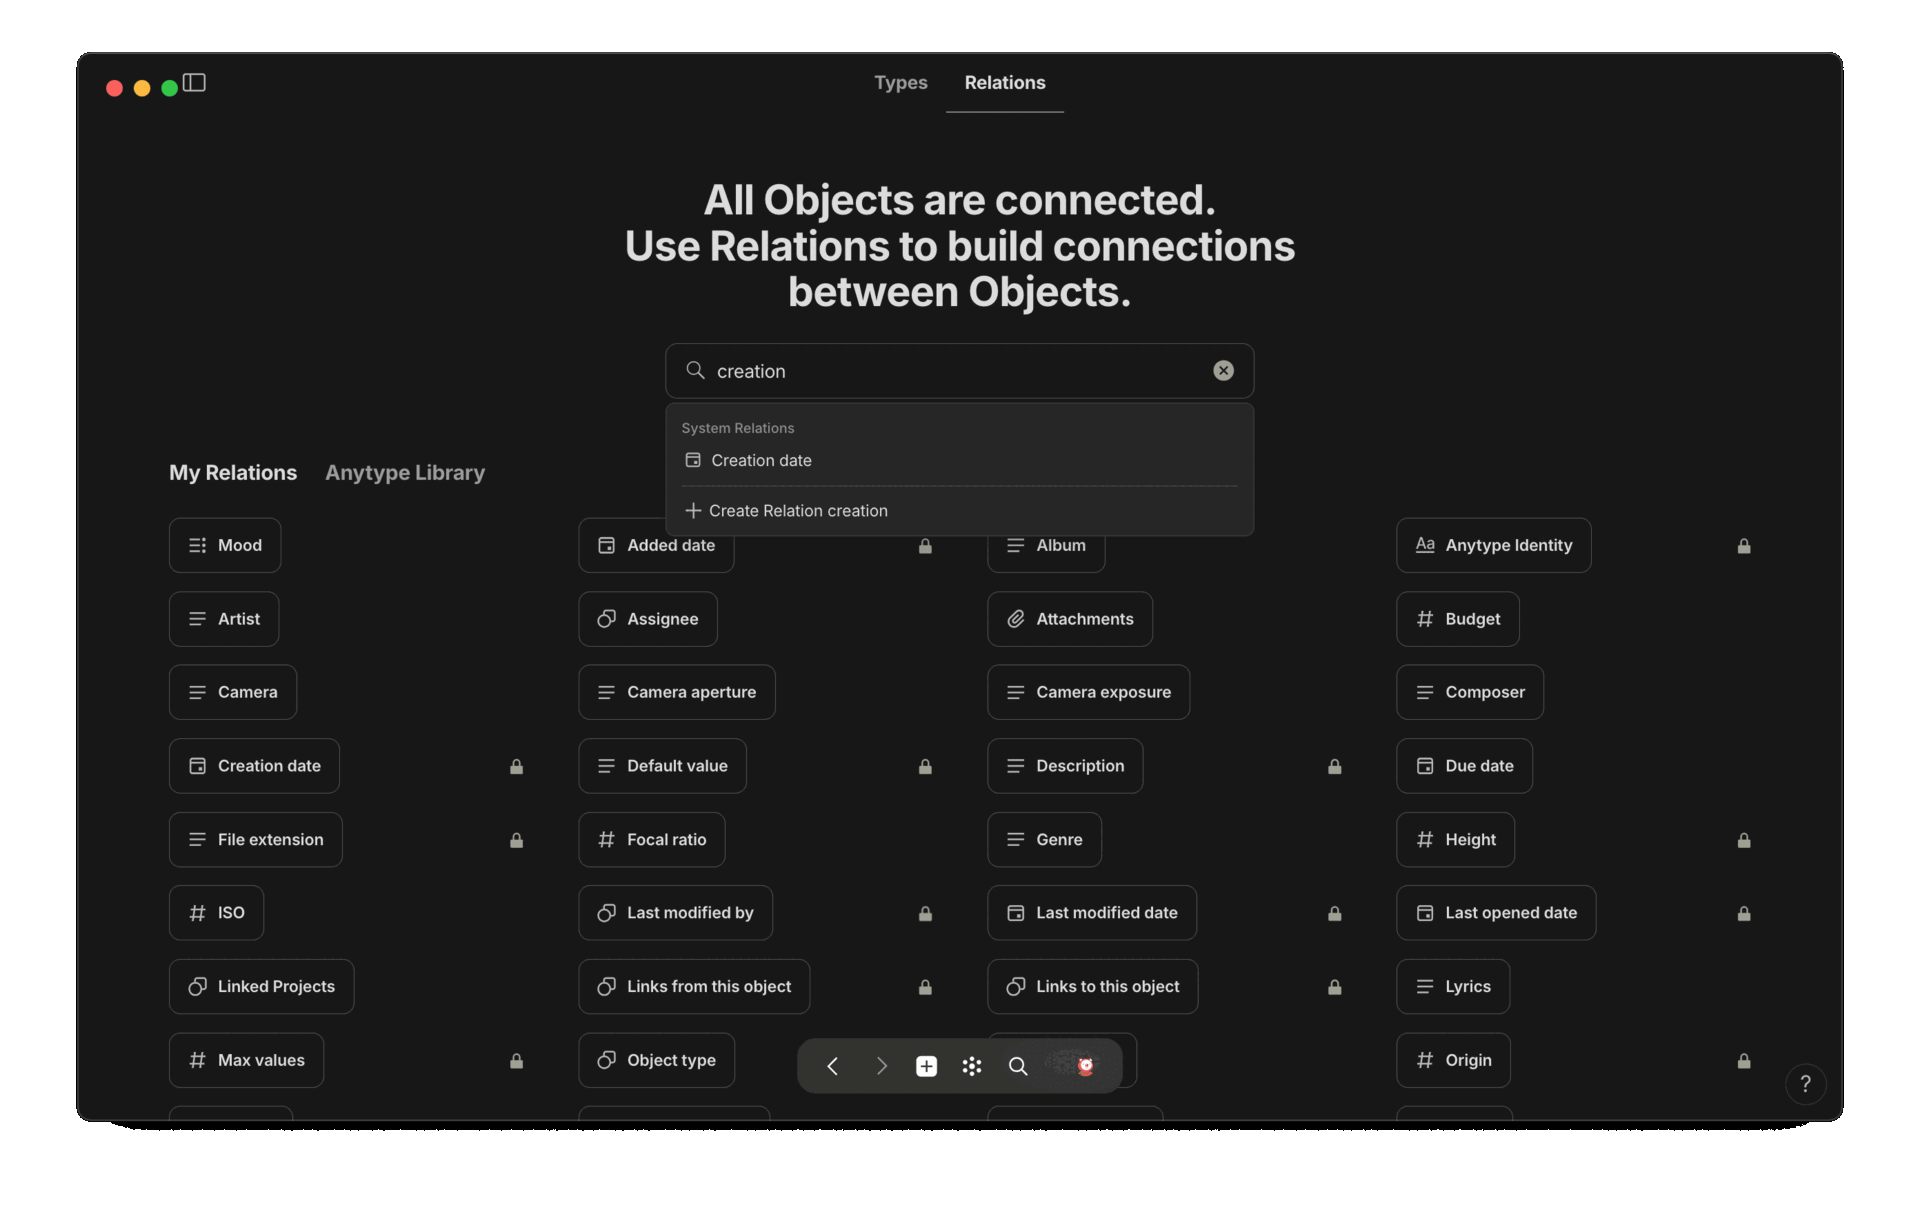 Types
Relations
All Objects are connected.
Use Relations to build connections
between Objects.
creation
System Relations
Creation date
Create Relation creation
My Relations
Anytype Library
Mood
Added date
Album
Aa Anytype Identity
Artist
Assignee
Attachments
# Budget
Camera
Camera aperture
Camera exposure
Composer
Creation date
Default value
Description
Due date
File extension
# Focal ratio
Genre
# Height
# ISO
Last modified by
Last modified date
Last opened date
Linked Projects
Links from this object
Links to this object
Lyrics
# Max values
Object type
# Origin
?